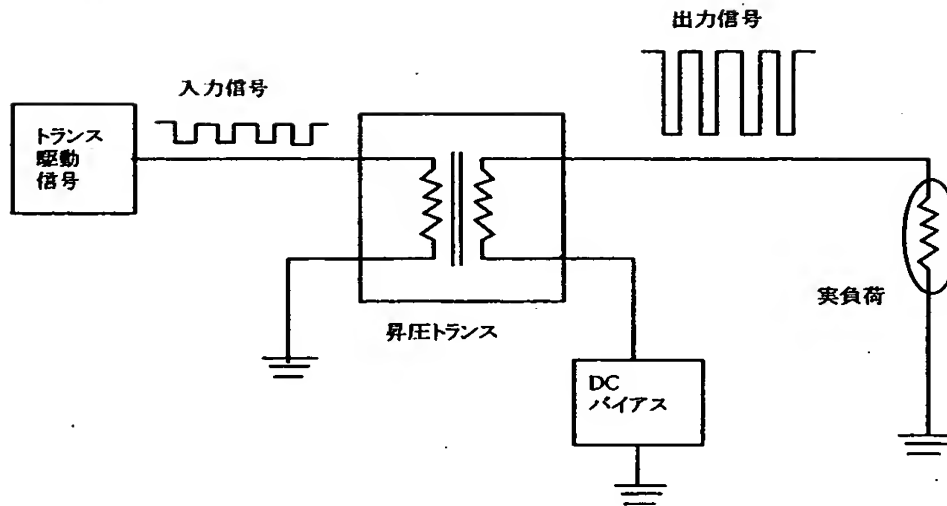 出力信号
入力信号
トランス
駆動
信号
実負荷
昇圧トランス
DC
バイアス